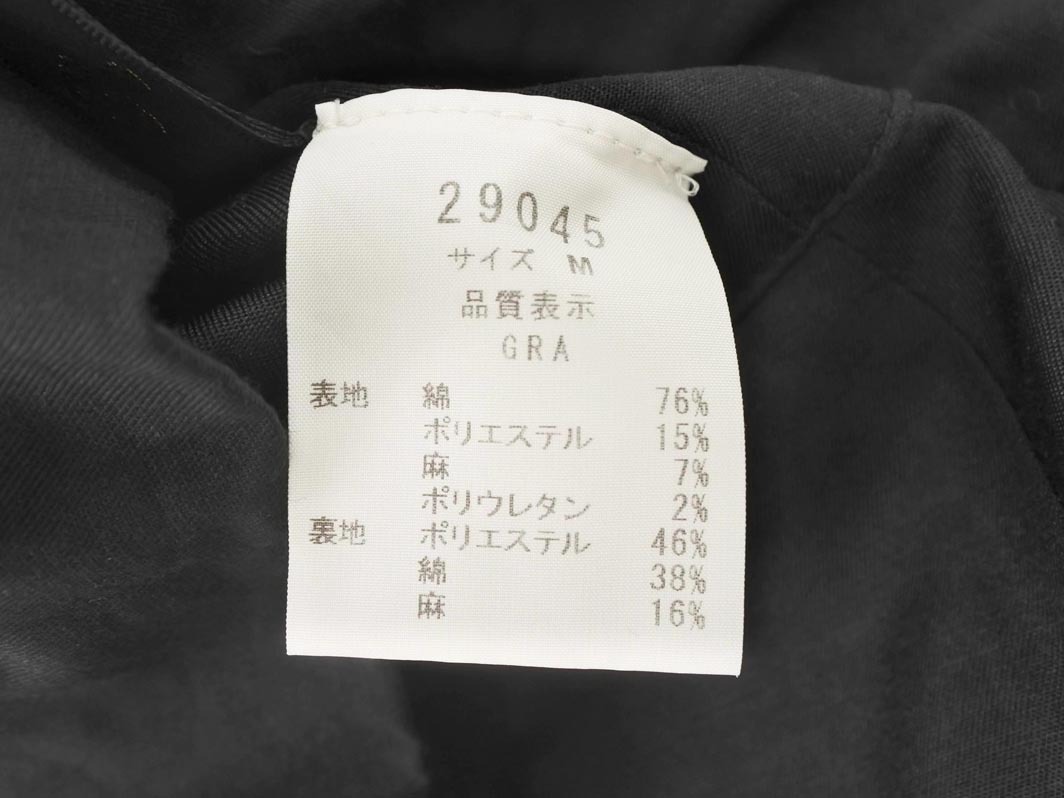 29045
サイズ M
品質表示
GRA
表地 綿 76%
ポリエステル 15%
麻 7%
ポリウレタン 2%
裏地 ポリエステル 46%
綿 38%
麻 16%